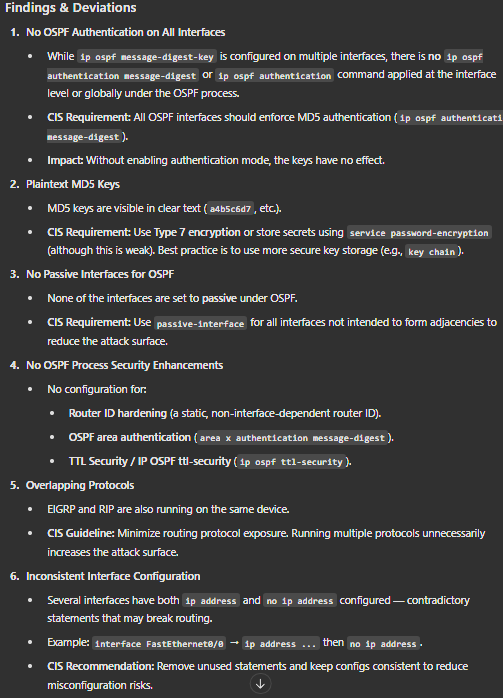 Findings & Deviations
1. No OSPF Authentication on All Interfaces
• While ip ospf message-digest-key is configured on multiple interfaces, there is no ip ospf
authentication message-digest or ip ospf authentication command applied at the interface
level or globally under the OSPF process.
• CIS Requirement: All OSPF interfaces should enforce MD5 authentication (ip ospf authenticati
message-digest).
• Impact: Without enabling authentication mode, the keys have no effect.
2. Plaintext MD5 Keys
• MD5 keys are visible in clear text (a4b5c6d7, etc.).
• CIS Requirement: Use Type 7 encryption or store secrets using service password-encryption
(although this is weak). Best practice is to use more secure key storage (e.g., key chain).
3. No Passive Interfaces for OSPF
• None of the interfaces are set to passive under OSPF.
• CIS Requirement: Use passive-interface for all interfaces not intended to form adjacencies to
reduce the attack surface.
4. No OSPF Process Security Enhancements
• No configuration for:
• Router ID hardening (a static, non-interface-dependent router ID).
• OSPF area authentication (area x authentication message-digest).
• TTL Security / IP OSPF ttl-security (ip ospf ttl-security).
5. Overlapping Protocols
• EIGRP and RIP are also running on the same device.
• CIS Guideline: Minimize routing protocol exposure. Running multiple protocols unnecessarily
increases the attack surface.
6. Inconsistent Interface Configuration
• Several interfaces have both ip address and no ip address configured — contradictory
statements that may break routing.
• Example: interface FastEthernet0/0 → ip address ... then no ip address.
• CIS Recommendation: Remove unused statements and keep configs consistent to reduce
misconfiguration risks.